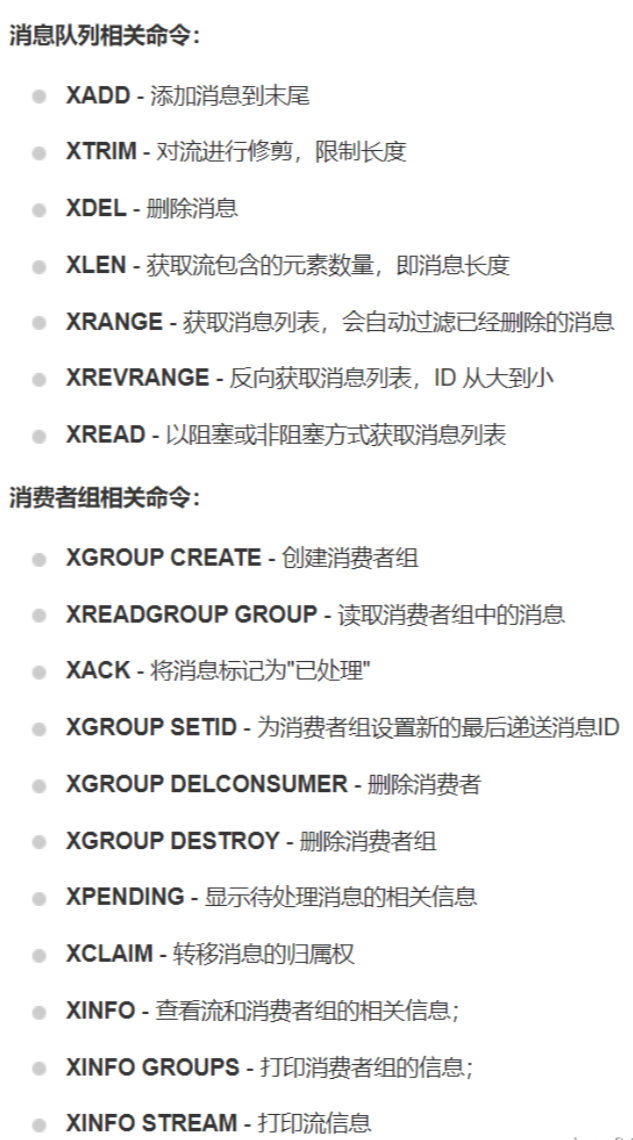 消息队列相关命令：
XADD - 添加消息到末尾
XTRIM - 对流进行修剪，限制长度
XDEL - 删除消息
XLEN - 获取流包含的元素数量，即消息长度
XRANGE - 获取消息列表，会自动过滤已经删除的消息
XREVRANGE - 反向获取消息列表，ID 从大到小
XREAD - 以阻塞或非阻塞方式获取消息列表
消费者组相关命令：
XGROUP CREATE - 创建消费者组
XREADGROUP GROUP - 读取消费者组中的消息
XACK - 将消息标记为"已处理"
XGROUP SETID - 为消费者组设置新的最后递送消息ID
XGROUP DELCONSUMER - 删除消费者
XGROUP DESTROY - 删除消费者组
XPENDING - 显示待处理消息的相关信息
XCLAIM - 转移消息的归属权
XINFO - 查看流和消费者组的相关信息；
XINFO GROUPS - 打印消费者组的信息；
XINFO STREAM - 打印流信息